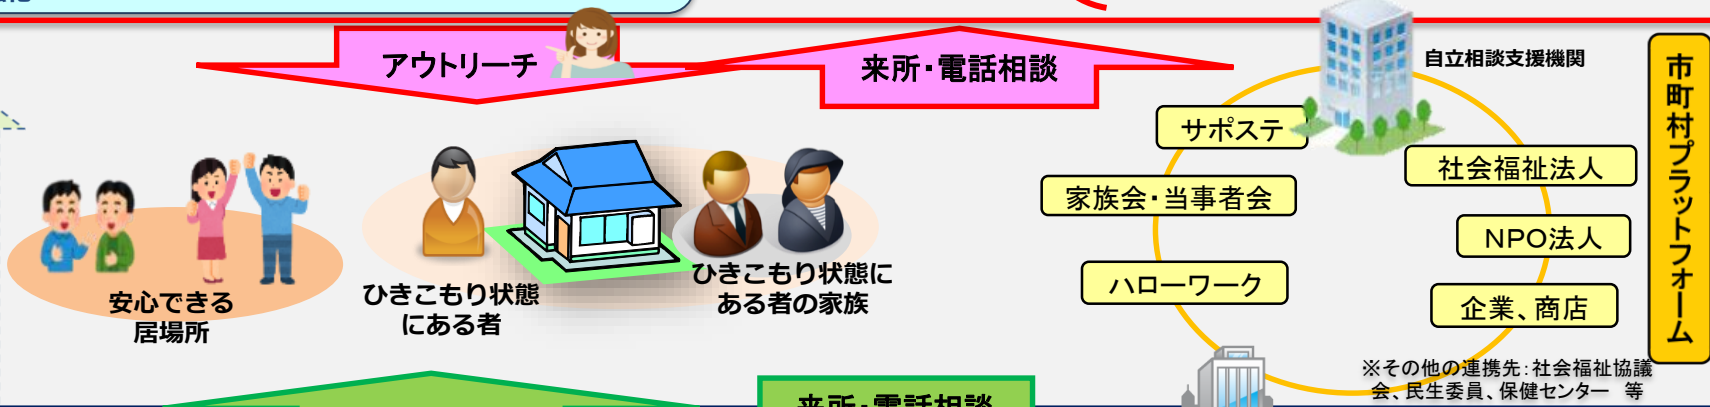 アウトリーチ
来所・電話相談
自立相談支援機関
市町村プラットフォーム
サポステ
社会福祉法人
家族会・当事者会
NPO法人
ハローワーク
企業、商店
安心できる
居場所
ひきこもり状態
にある者
ひきこもり状態に
ある者の家族
※その他の連携先：社会福祉協議
会、民生委員、保健センター　等
来所・電話相談